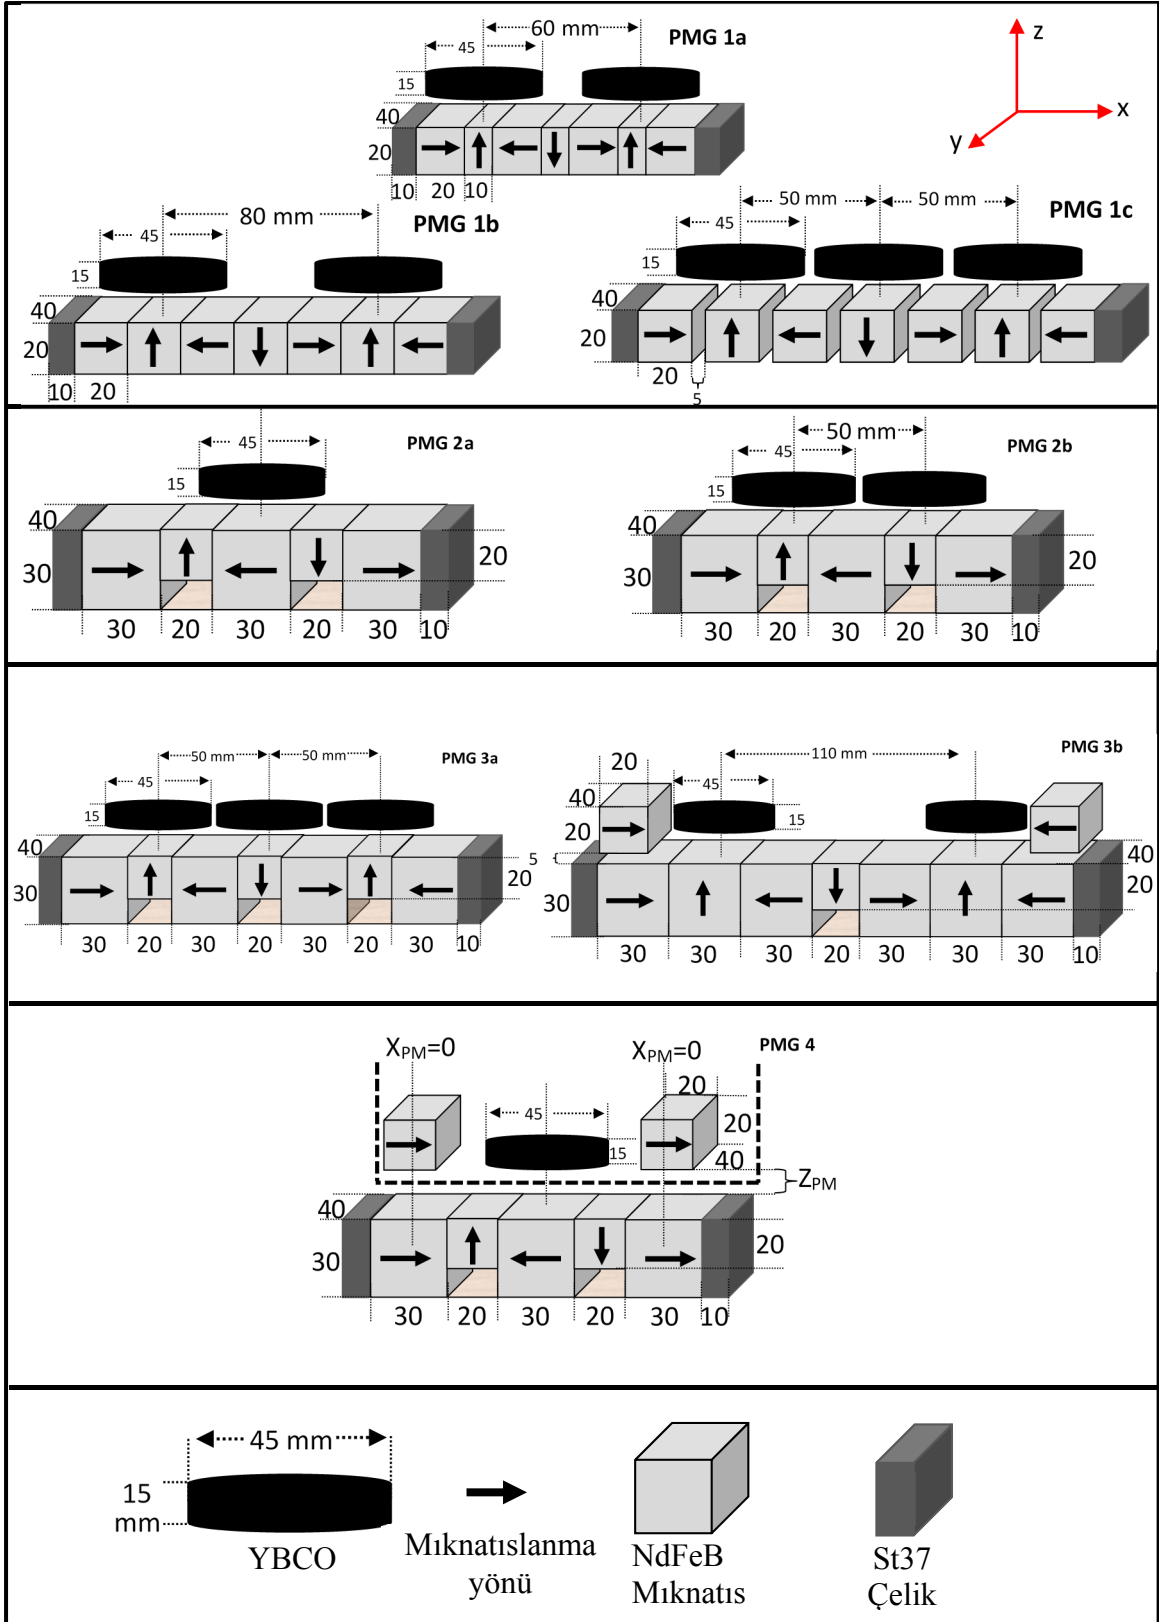 60 mm
PMG 1a
45
15
40
20
10 20 10
z
x
y
80 mm
PMG 1b
45
15
40
20
10 20
50 mm 50 mm
PMG 1c
45
15
40
20
20
5
PMG 2a
45
15
40
30
20
30 20 30 20 30 10
50 mm
PMG 2b
45
15
40
30
20
30 20 30 20 30 10
50 mm 50 mm
PMG 3a
45
15
40
30
20
30 20 30 20 30 20 30 10
110 mm
PMG 3b
20
45
40
20
15
5
40
20
30
30 30 30 20 30 30 30 10
X_PM=0
X_PM=0
PMG 4
20
45
20
15
40
Z_PM
40
30
20
30 20 30 20 30 10
45 mm
15
mm
YBCO
Mıknatıslanma
yönü
NdFeB
Mıknatıs
St37
Çelik